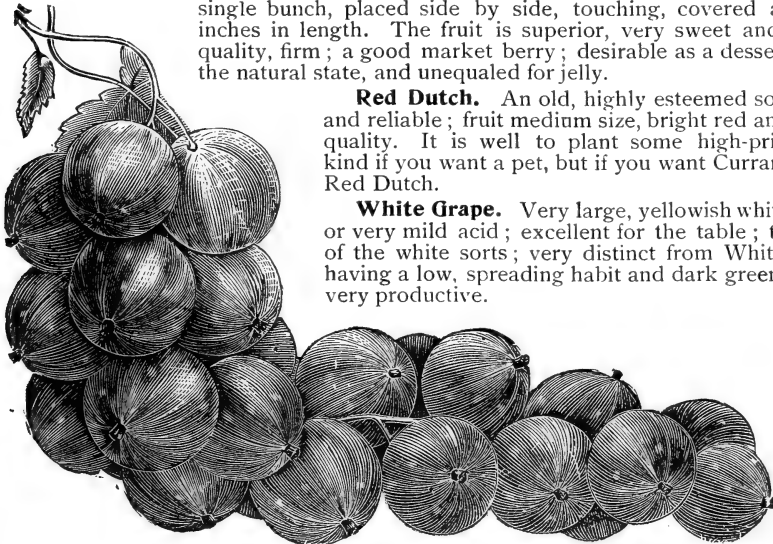 single bunch, placed side by side, touching, covered a
inches in length. The fruit is superior, very sweet and
quality, firm ; a good market berry ; desirable as a desse
the natural state, and unequaled for jelly.
Red Dutch. An old, highly esteemed so
and reliable ; fruit medium size, bright red an
quality. It is well to plant some high-pri
kind if you want a pet, but if you want Curran
Red Dutch.
White Grape. Very large, yellowish whi
or very mild acid ; excellent for the table ; t
of the white sorts ; very distinct from Whit
having a low, spreading habit and dark green
very productive.